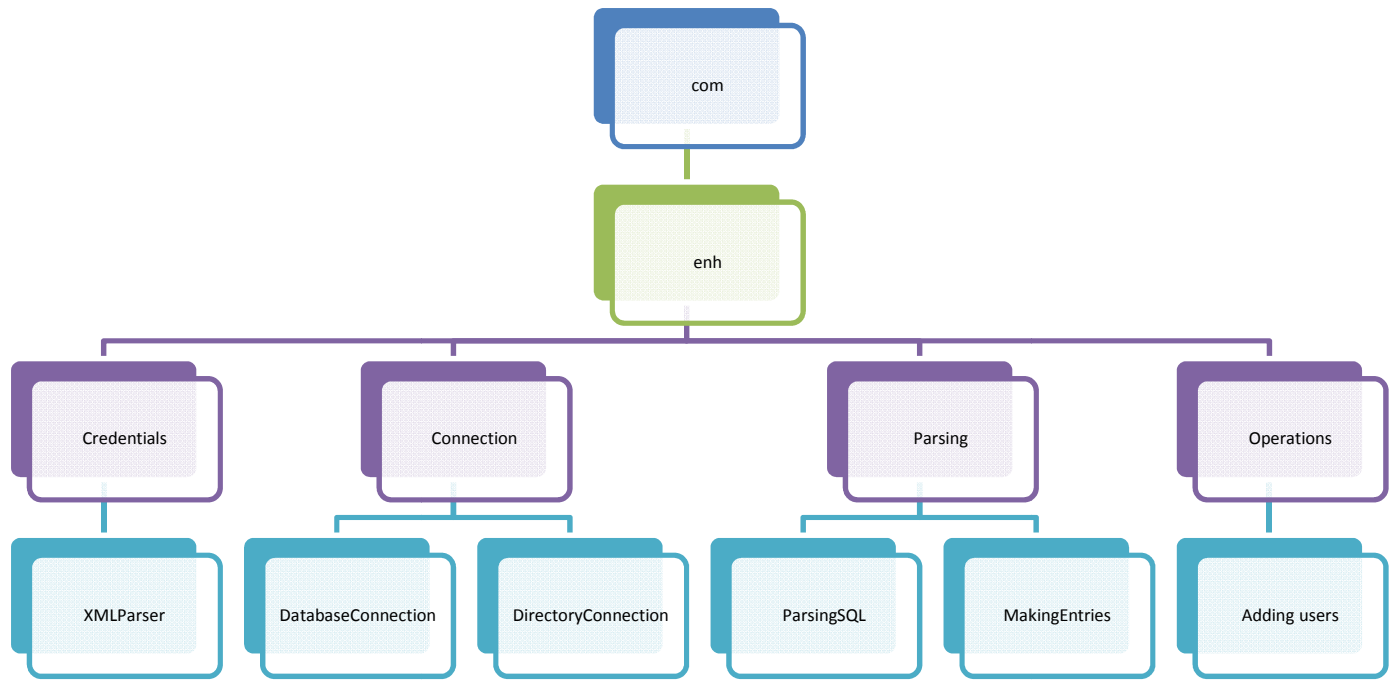 com
enh
Credentials
Connection
Parsing
Operations
XMLParser
DatabaseConnection
DirectoryConnection
ParsingSQL
MakingEntries
Adding users